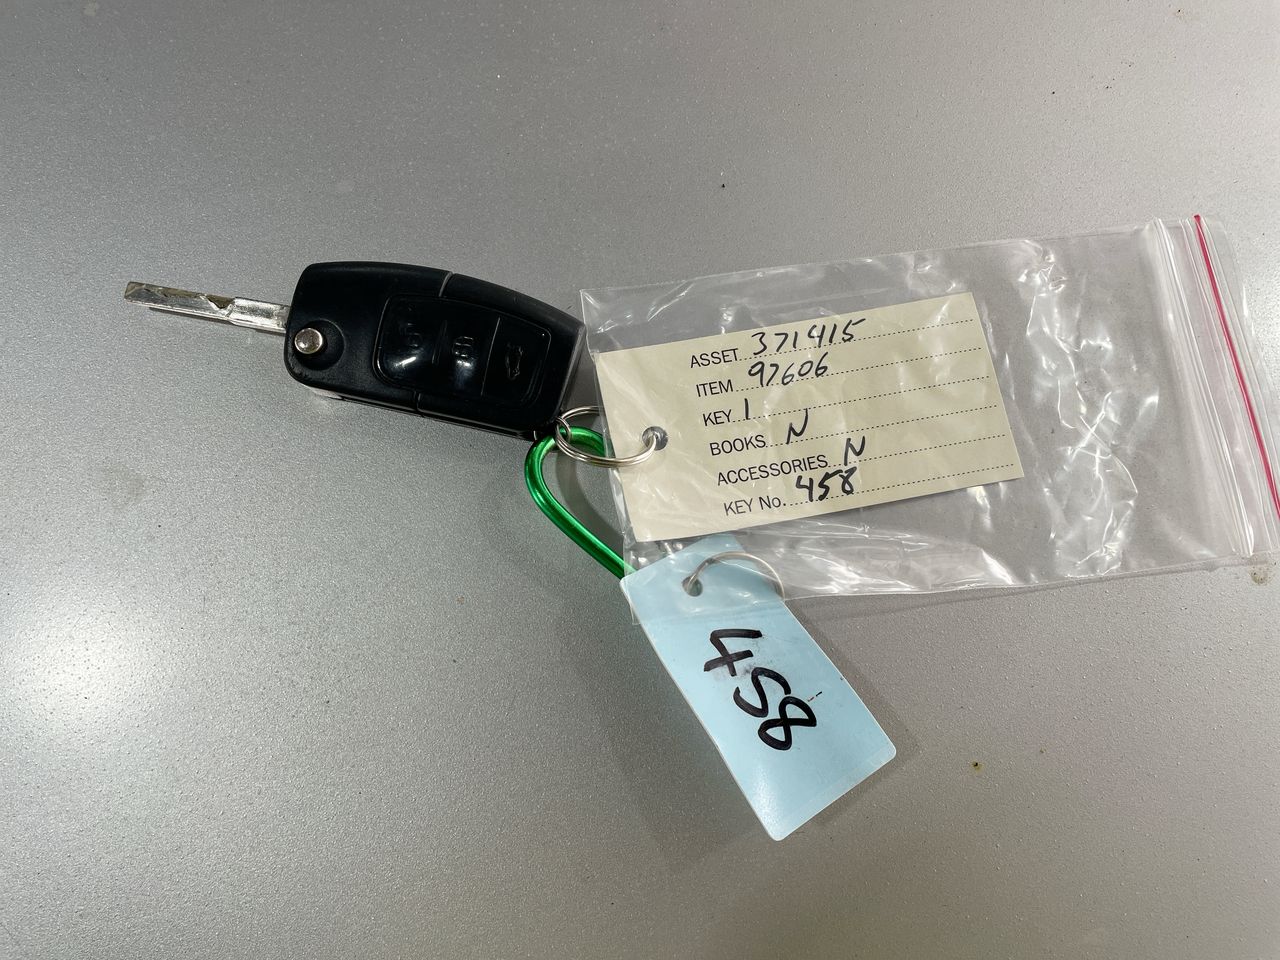 ASSET 371415
ITEM 97606
KEY 1
BOOKS N
ACCESSORIES N
KEY No. 458
458